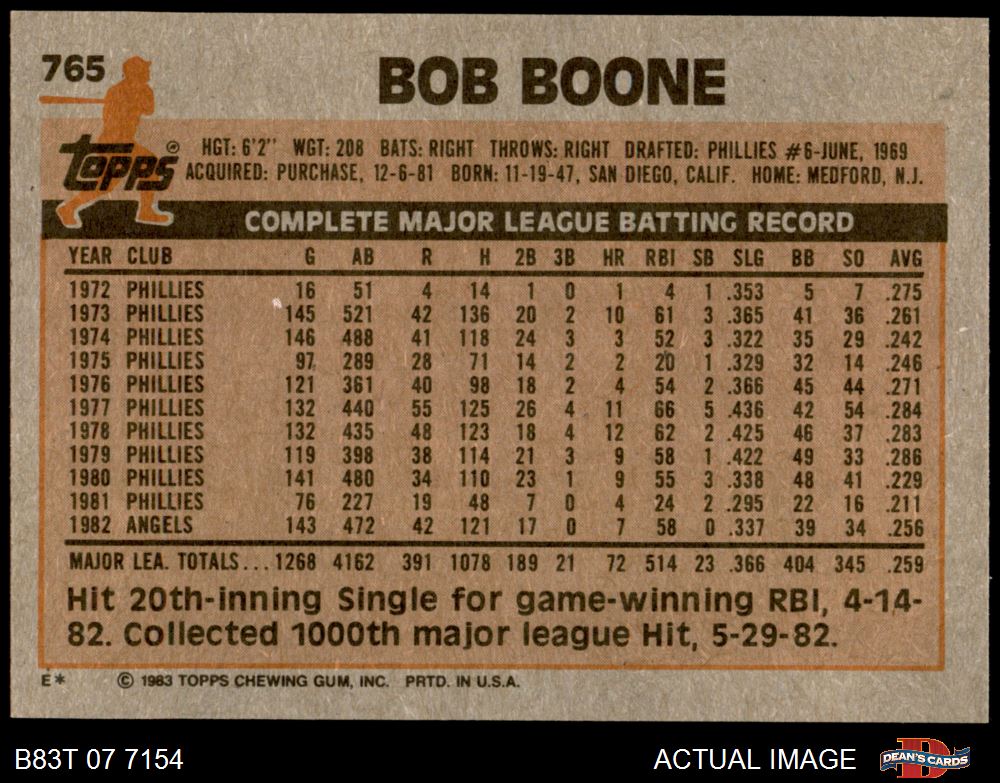 765
BOB BOONE
topps®
HGT: 6'2" WGT: 208 BATS: RIGHT THROWS: RIGHT DRAFTED: PHILLIES #6-JUNE, 1969
ACQUIRED: PURCHASE, 12-6-81 BORN: 11-19-47, SAN DIEGO, CALIF. HOME: MEDFORD, N.J.
COMPLETE MAJOR LEAGUE BATTING RECORD
YEAR CLUB G AB R H 2B 3B HR RBI SB SLG BB SO AVG
1972 PHILLIES 16 51 4 14 1 0 1 4 1 .353 5 7 .275
1973 PHILLIES 145 521 42 136 20 2 10 61 3 .365 41 36 .261
1974 PHILLIES 146 488 41 118 24 3 3 52 3 .322 35 29 .242
1975 PHILLIES 97 289 28 71 14 2 2 20 1 .329 32 14 .246
1976 PHILLIES 121 361 40 98 18 2 4 54 2 .366 45 44 .271
1977 PHILLIES 132 440 55 125 26 4 11 66 5 .436 42 54 .284
1978 PHILLIES 132 435 48 123 18 4 12 62 2 .425 46 37 .283
1979 PHILLIES 119 398 38 114 21 3 9 58 1 .422 49 33 .286
1980 PHILLIES 141 480 34 110 23 1 9 55 3 .338 48 41 .229
1981 PHILLIES 76 227 19 48 7 0 4 24 2 .295 22 16 .211
1982 ANGELS 143 472 42 121 17 0 7 58 0 .337 39 34 .256
MAJOR LEA. TOTALS... 1268 4162 391 1078 189 21 72 514 23 .366 404 345 .259
Hit 20th-inning Single for game-winning RBI, 4-14-
82. Collected 1000th major league Hit, 5-29-82.
E* © 1983 TOPPS CHEWING GUM, INC. PRTD. IN U.S.A.
B83T 07 7154 ACTUAL IMAGE D DEAN'S CARDS